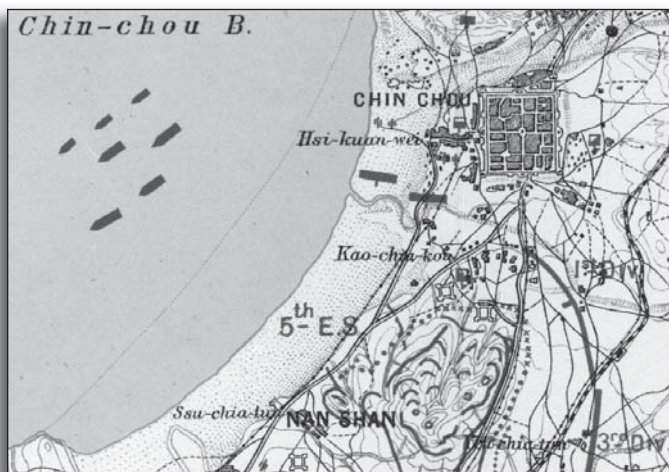 Chin-chou B.
CHIN CHOU
Hsi-kuan-wei
Kao-chia-kou
1st Div.
5th E.S.
Ssu-chia-tun
NAN SHAN
3rd Div.